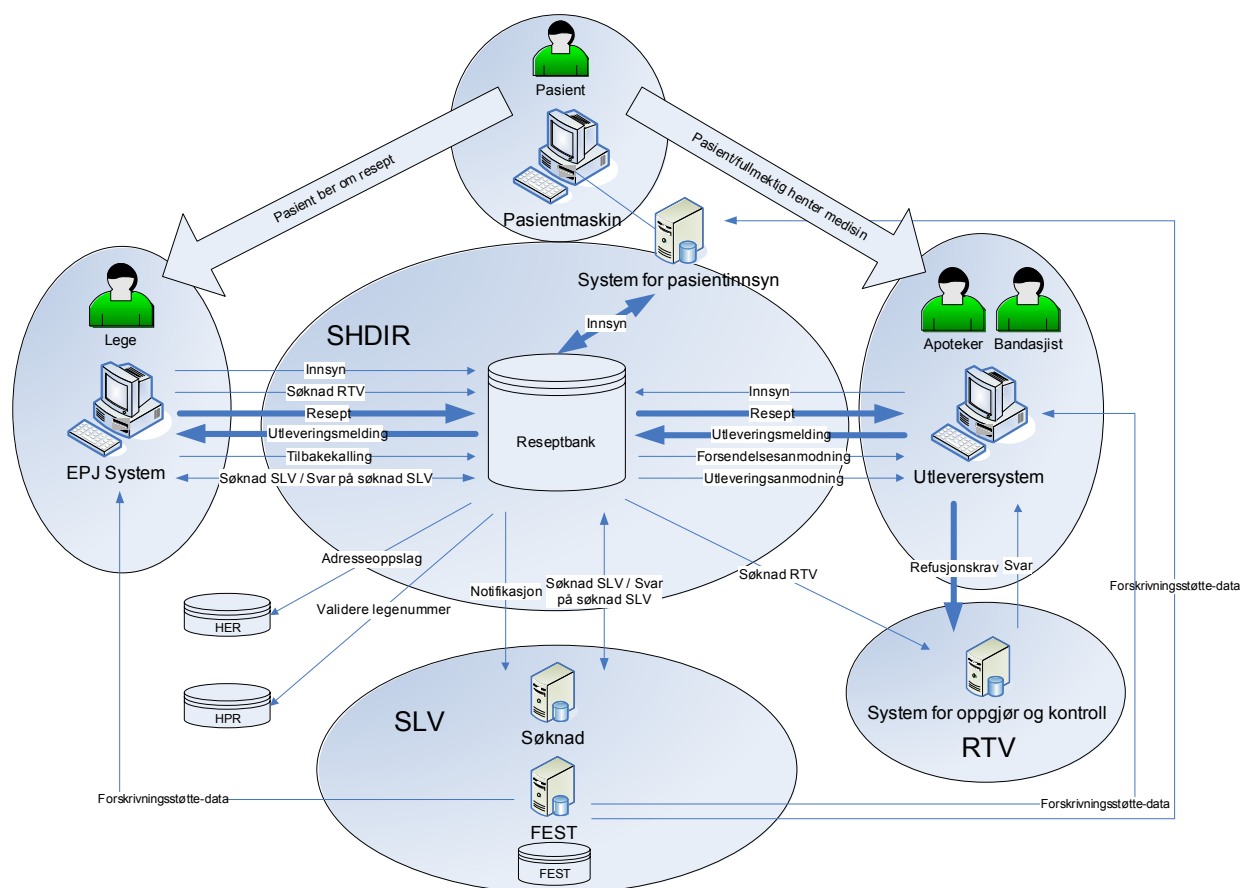 Pasient
Pasientmaskin
Pasient ber om resept
Pasient/fullmektig henter medisin
System for pasientinnsyn
Innsyn
SHDIR
Reseptbank
Lege
EPJ System
Innsyn
Søknad RTV
Resept
Utleveringsmelding
Tilbakekalling
Søknad SLV / Svar på søknad SLV
Apoteker
Bandasjist
Utleverersystem
Innsyn
Resept
Utleveringsmelding
Forsendelsesanmodning
Utleveringsanmodning
Adresseoppslag
Validere legenummer
HER
HPR
Notifikasjon
Søknad SLV / Svar
på søknad SLV
Søknad RTV
Refusjonskrav
Svar
Forskrivningsstøtte-data
System for oppgjør og kontroll
RTV
SLV
Søknad
FEST
FEST
Forskrivningsstøtte-data
Forskrivningsstøtte-data